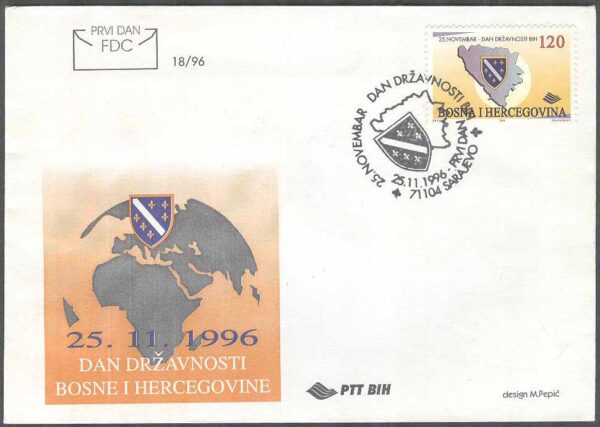 PRVI DAN
FDC
18/96
25. NOVEMBAR - DAN DRŽAVNOSTI BIH
120
BOSNA I HERCEGOVINA
25. NOVEMBAR DAN DRŽAVNOSTI BIH
25.11.1996. PRVI DAN
71104 SARAJEVO
25. 11. 1996
DAN DRŽAVNOSTI
BOSNE I HERCEGOVINE
PTT BIH
design M.Pepić